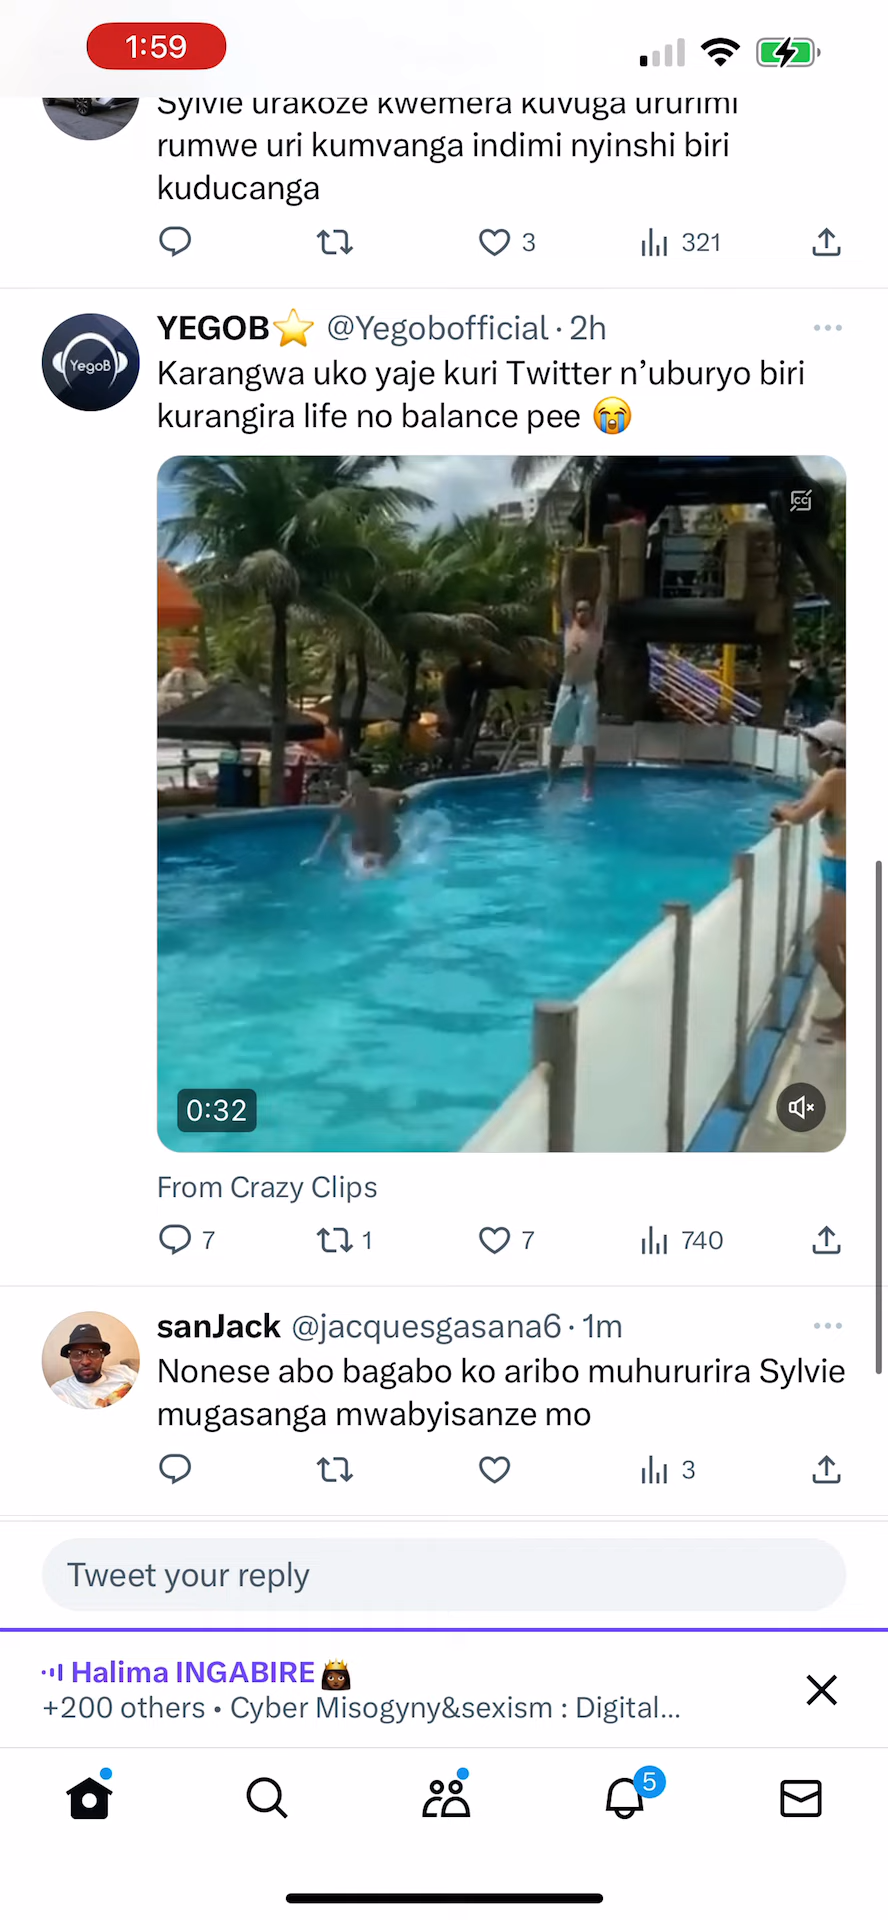 1:59
Sylvie urakoze kwemera kuvuga ururimi
rumwe uri kumvanga indimi nyinshi biri
kuducanga
3 321
YEGOB⭐ @Yegobofficial · 2h
YegoB
Karangwa uko yaje kuri Twitter n’uburyo biri
kurangira life no balance pee 😭
CC
0:32
From Crazy Clips
7 1 7 740
sanJack @jacquesgasana6 · 1m
Nonese abo bagabo ko aribo muhururira Sylvie
mugasanga mwabyisanze mo
3
Tweet your reply
Halima INGABIRE👸🏿
+200 others • Cyber Misogyny&sexism : Digital...
5